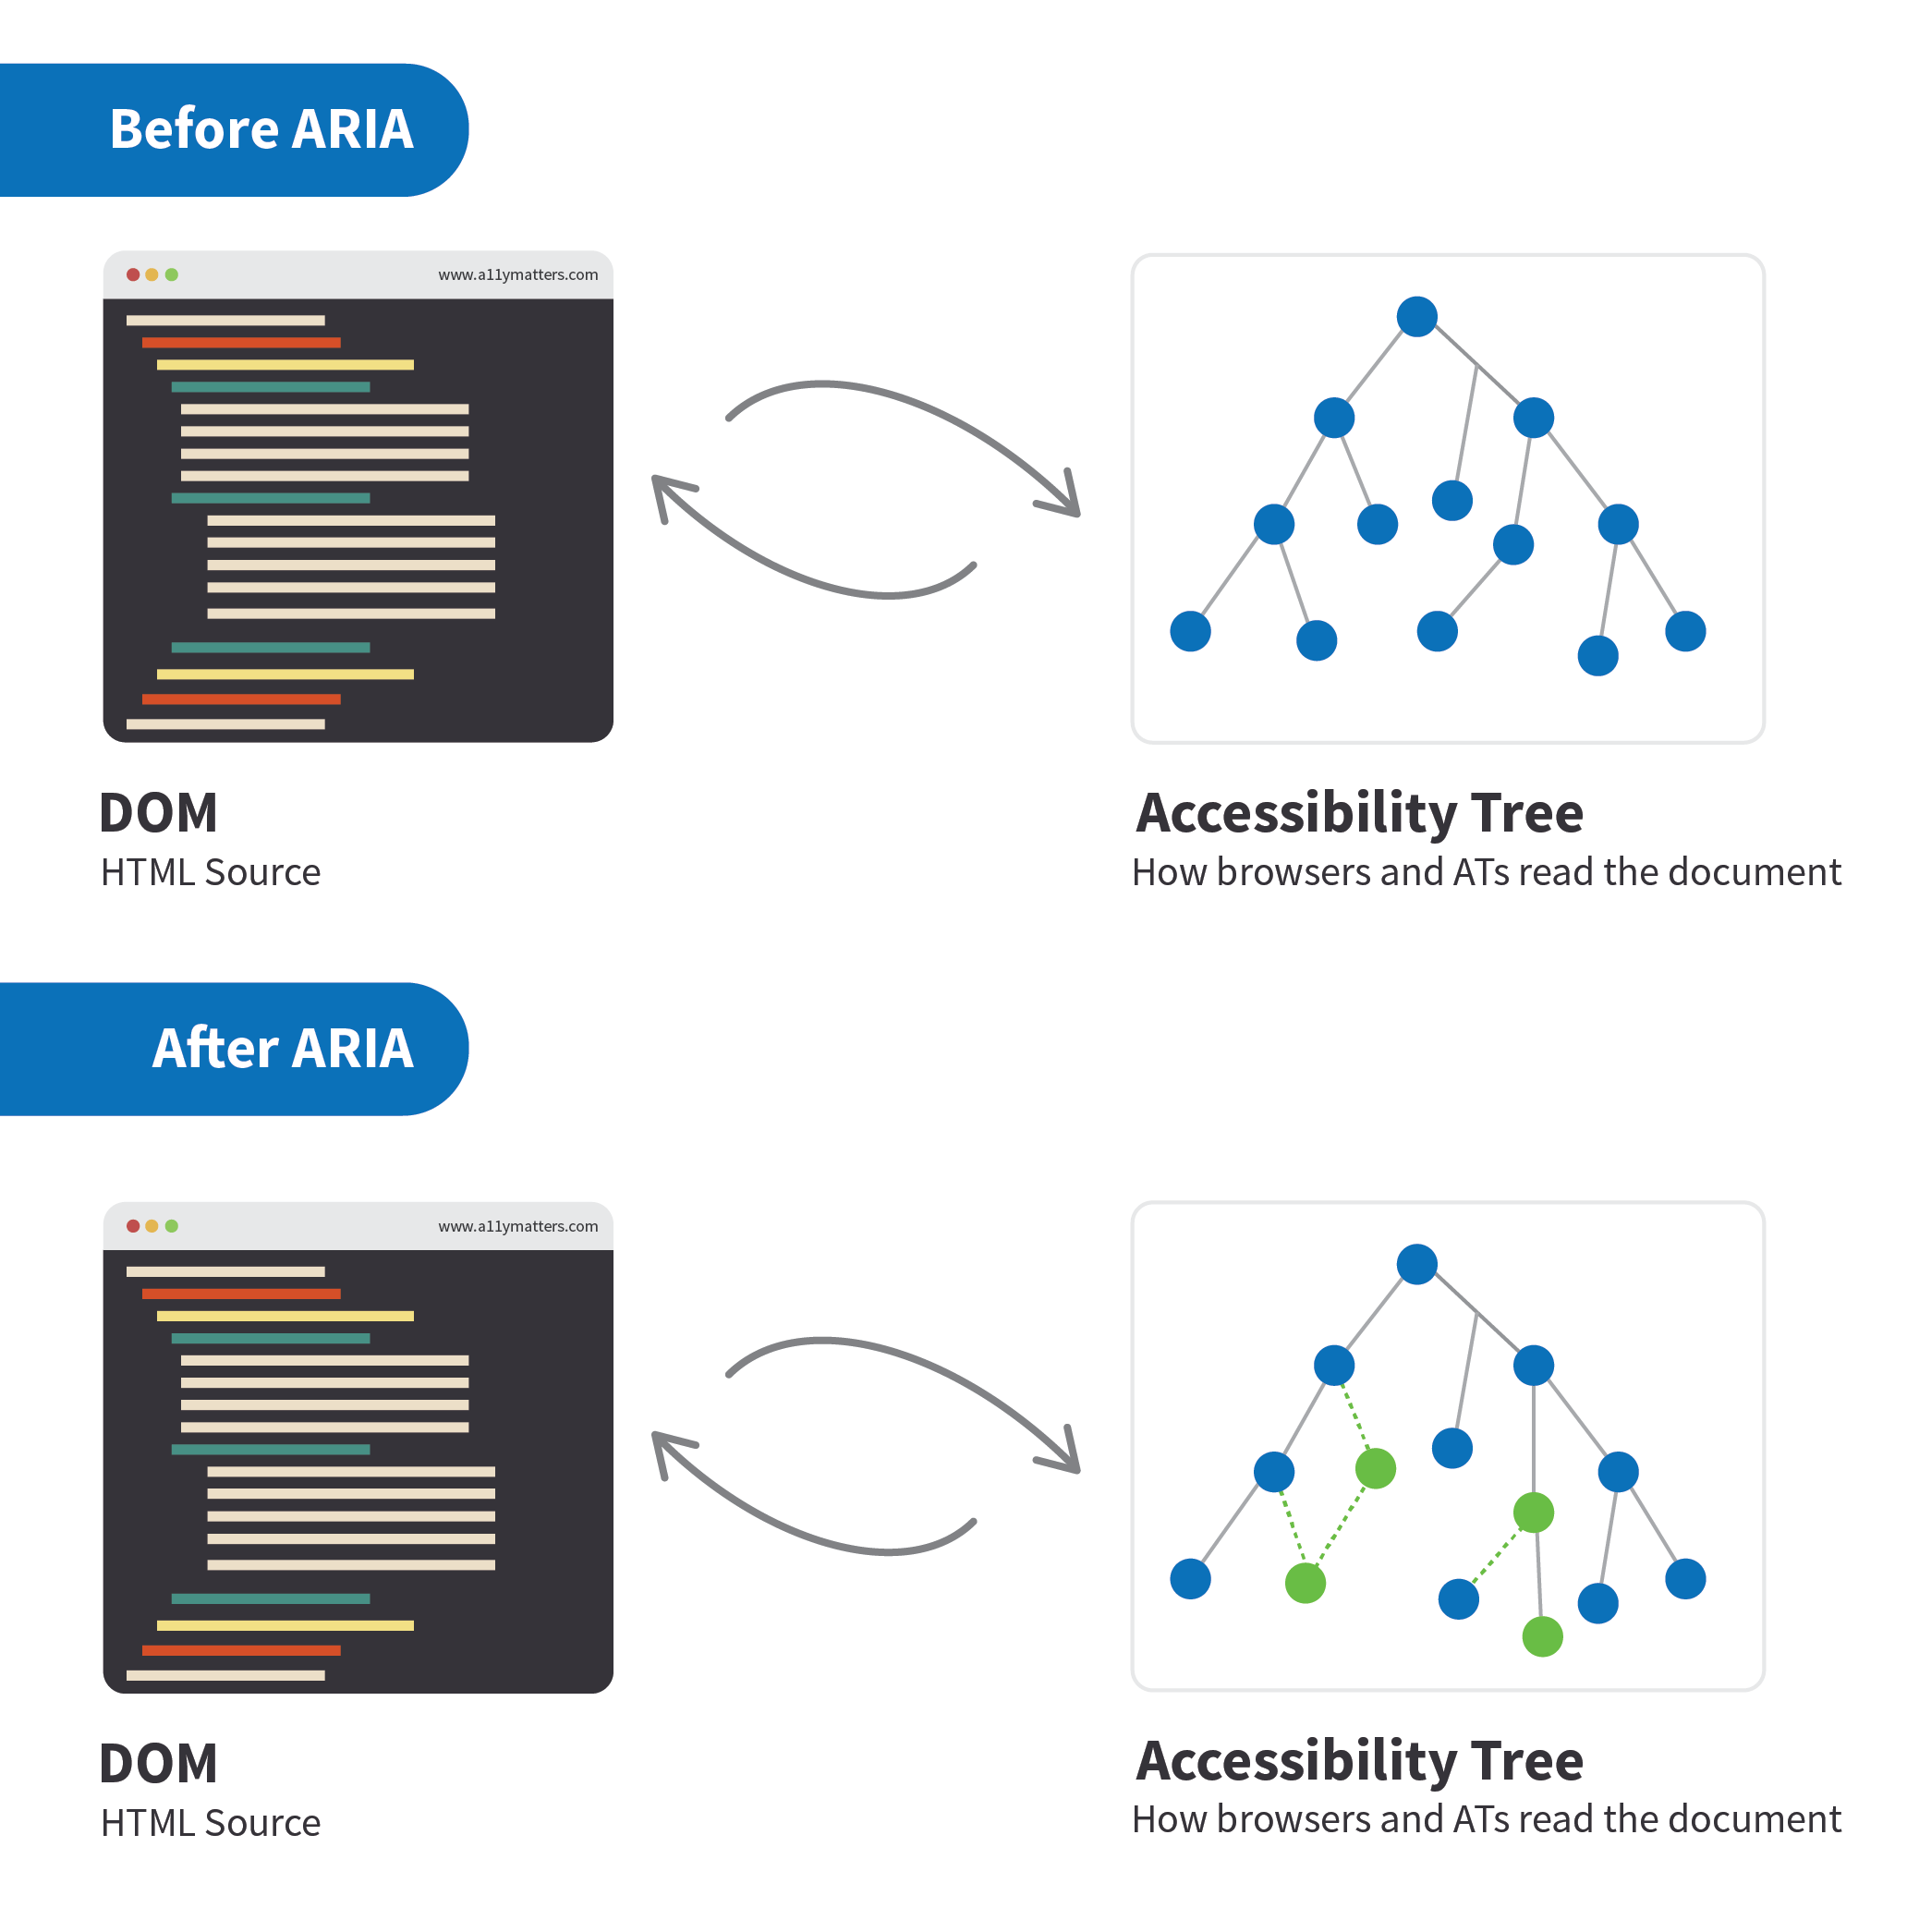 Before ARIA
www.a11ymatters.com
DOM
HTML Source
Accessibility Tree
How browsers and ATs read the document
After ARIA
www.a11ymatters.com
DOM
HTML Source
Accessibility Tree
How browsers and ATs read the document